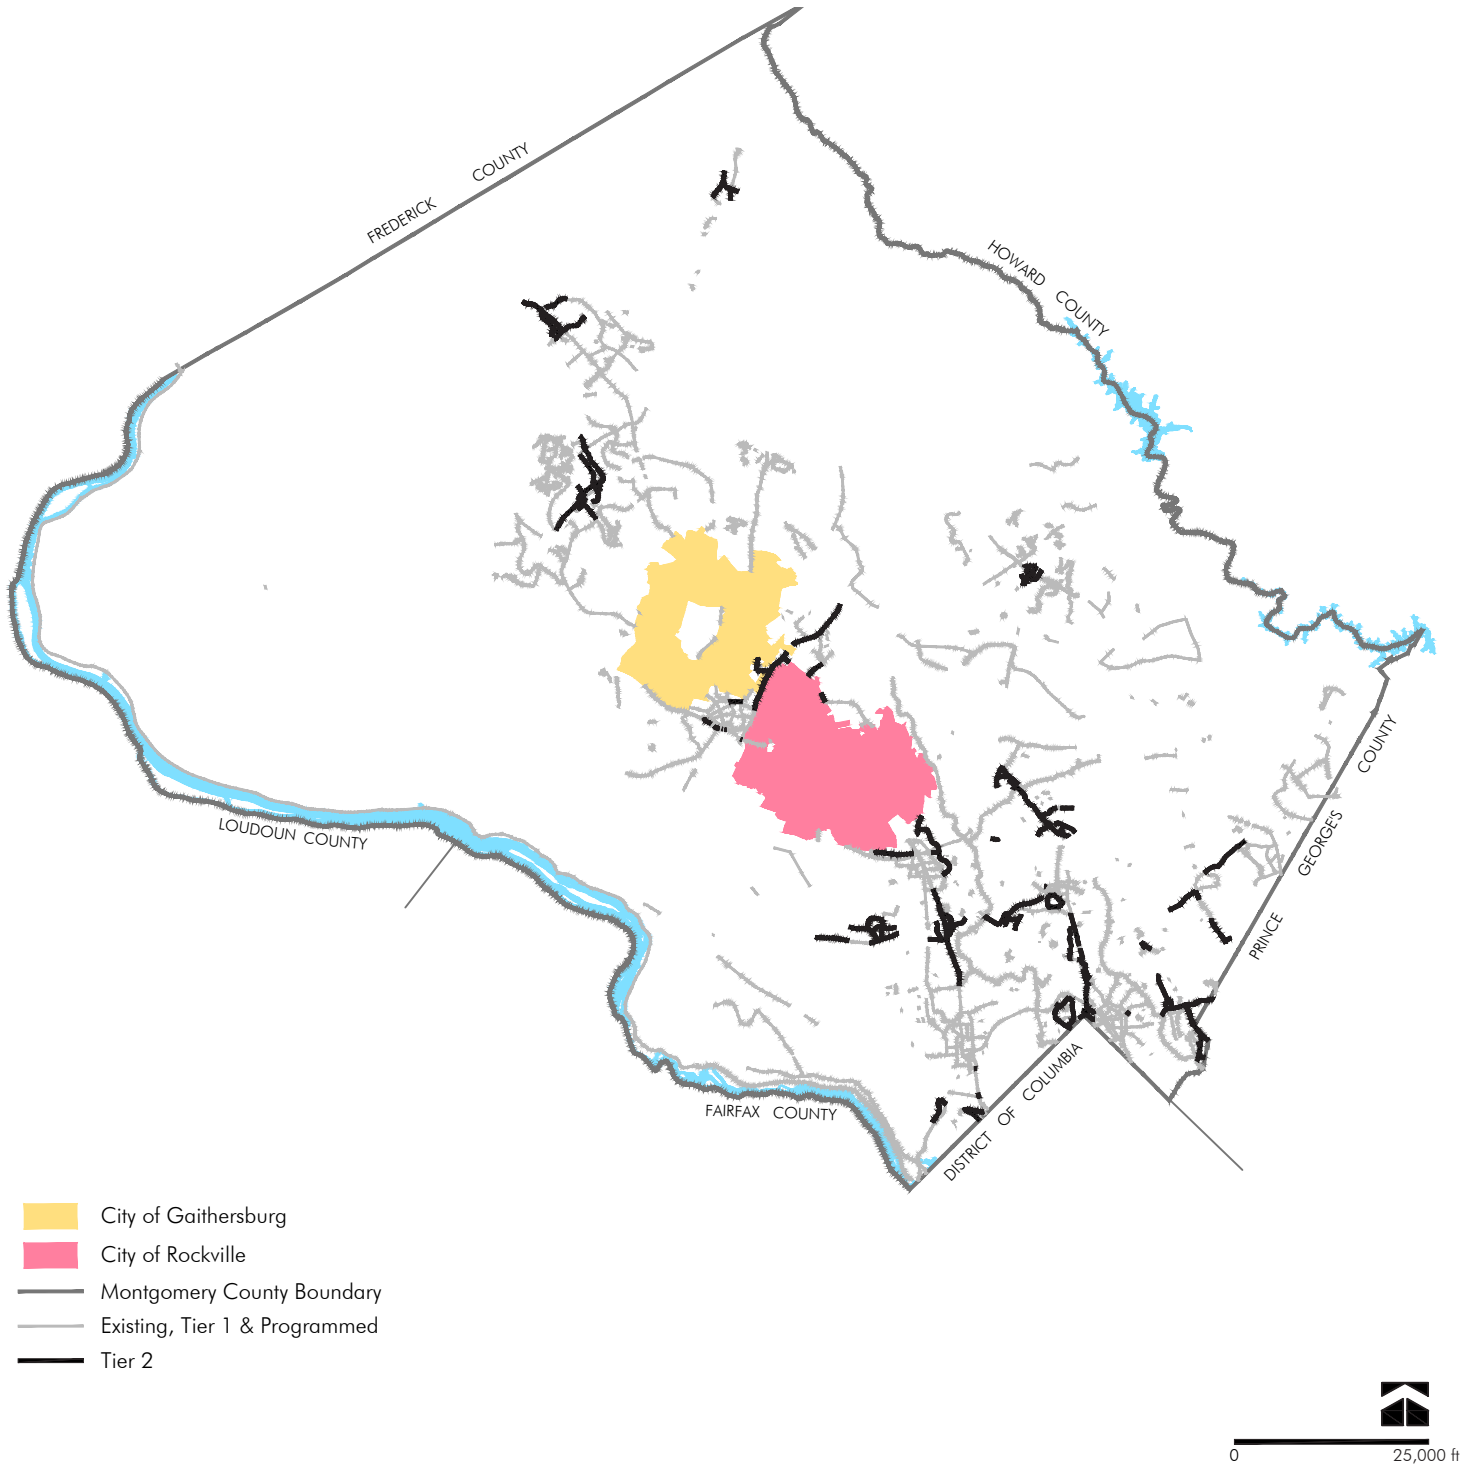 FREDERICK COUNTY
HOWARD COUNTY
LOUDOUN COUNTY
PRINCE GEORGE'S COUNTY
FAIRFAX COUNTY
DISTRICT OF COLUMBIA
City of Gaithersburg
City of Rockville
Montgomery County Boundary
Existing, Tier 1 & Programmed
Tier 2
0 25,000 ft